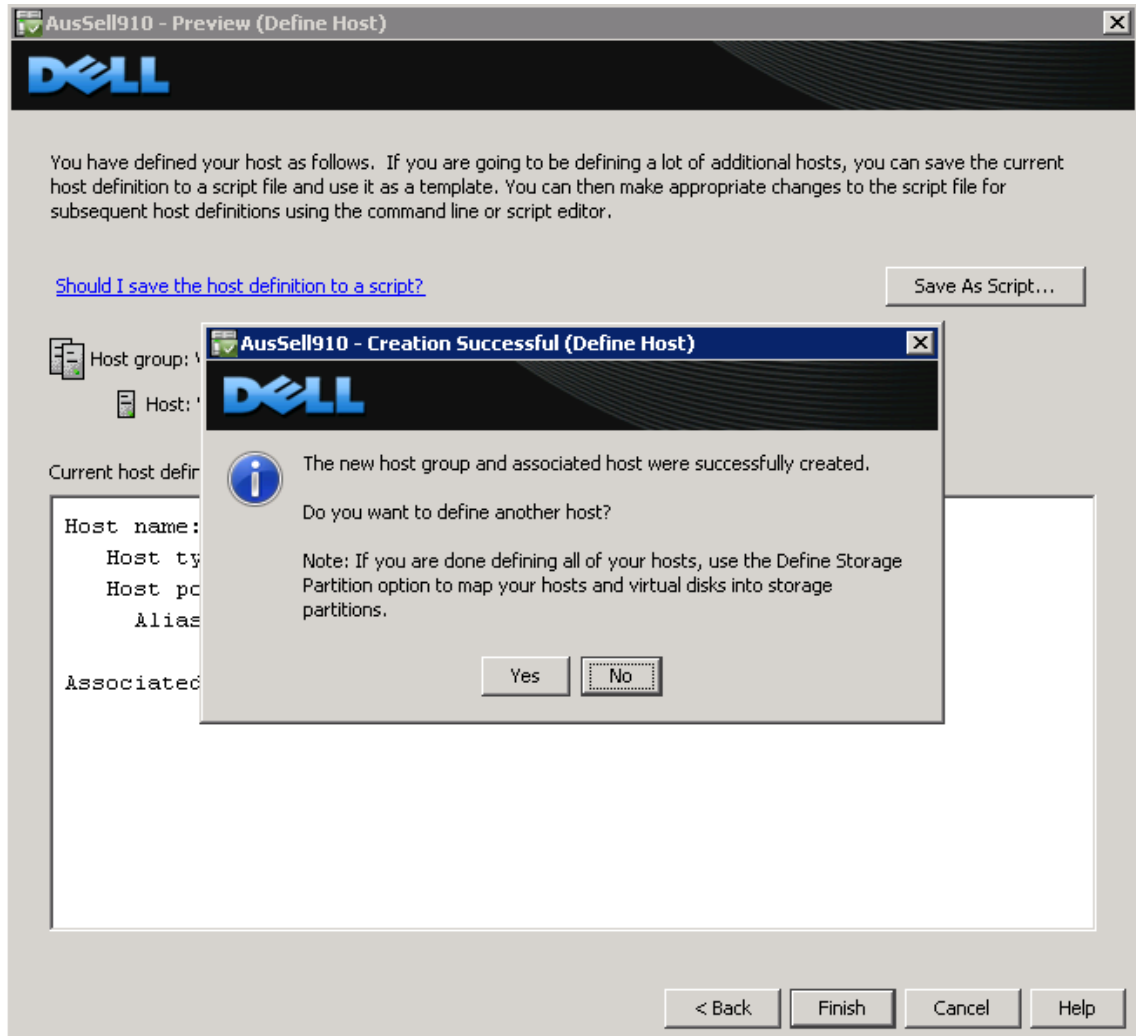 AusSell910 - Preview (Define Host)
DELL
You have defined your host as follows.  If you are going to be defining a lot of additional hosts, you can save the current
host definition to a script file and use it as a template. You can then make appropriate changes to the script file for
subsequent host definitions using the command line or script editor.
Should I save the host definition to a script?
Save As Script...
Host group:
Host:
Current host
Host name:
Host
Host
Associated
AusSell910 - Creation Successful (Define Host)
DELL
The new host group and associated host were successfully created.
Do you want to define another host?
Note: If you are done defining all of your hosts, use the Define Storage
Partition option to map your hosts and virtual disks into storage
partitions.
Yes
No
< Back
Finish
Cancel
Help